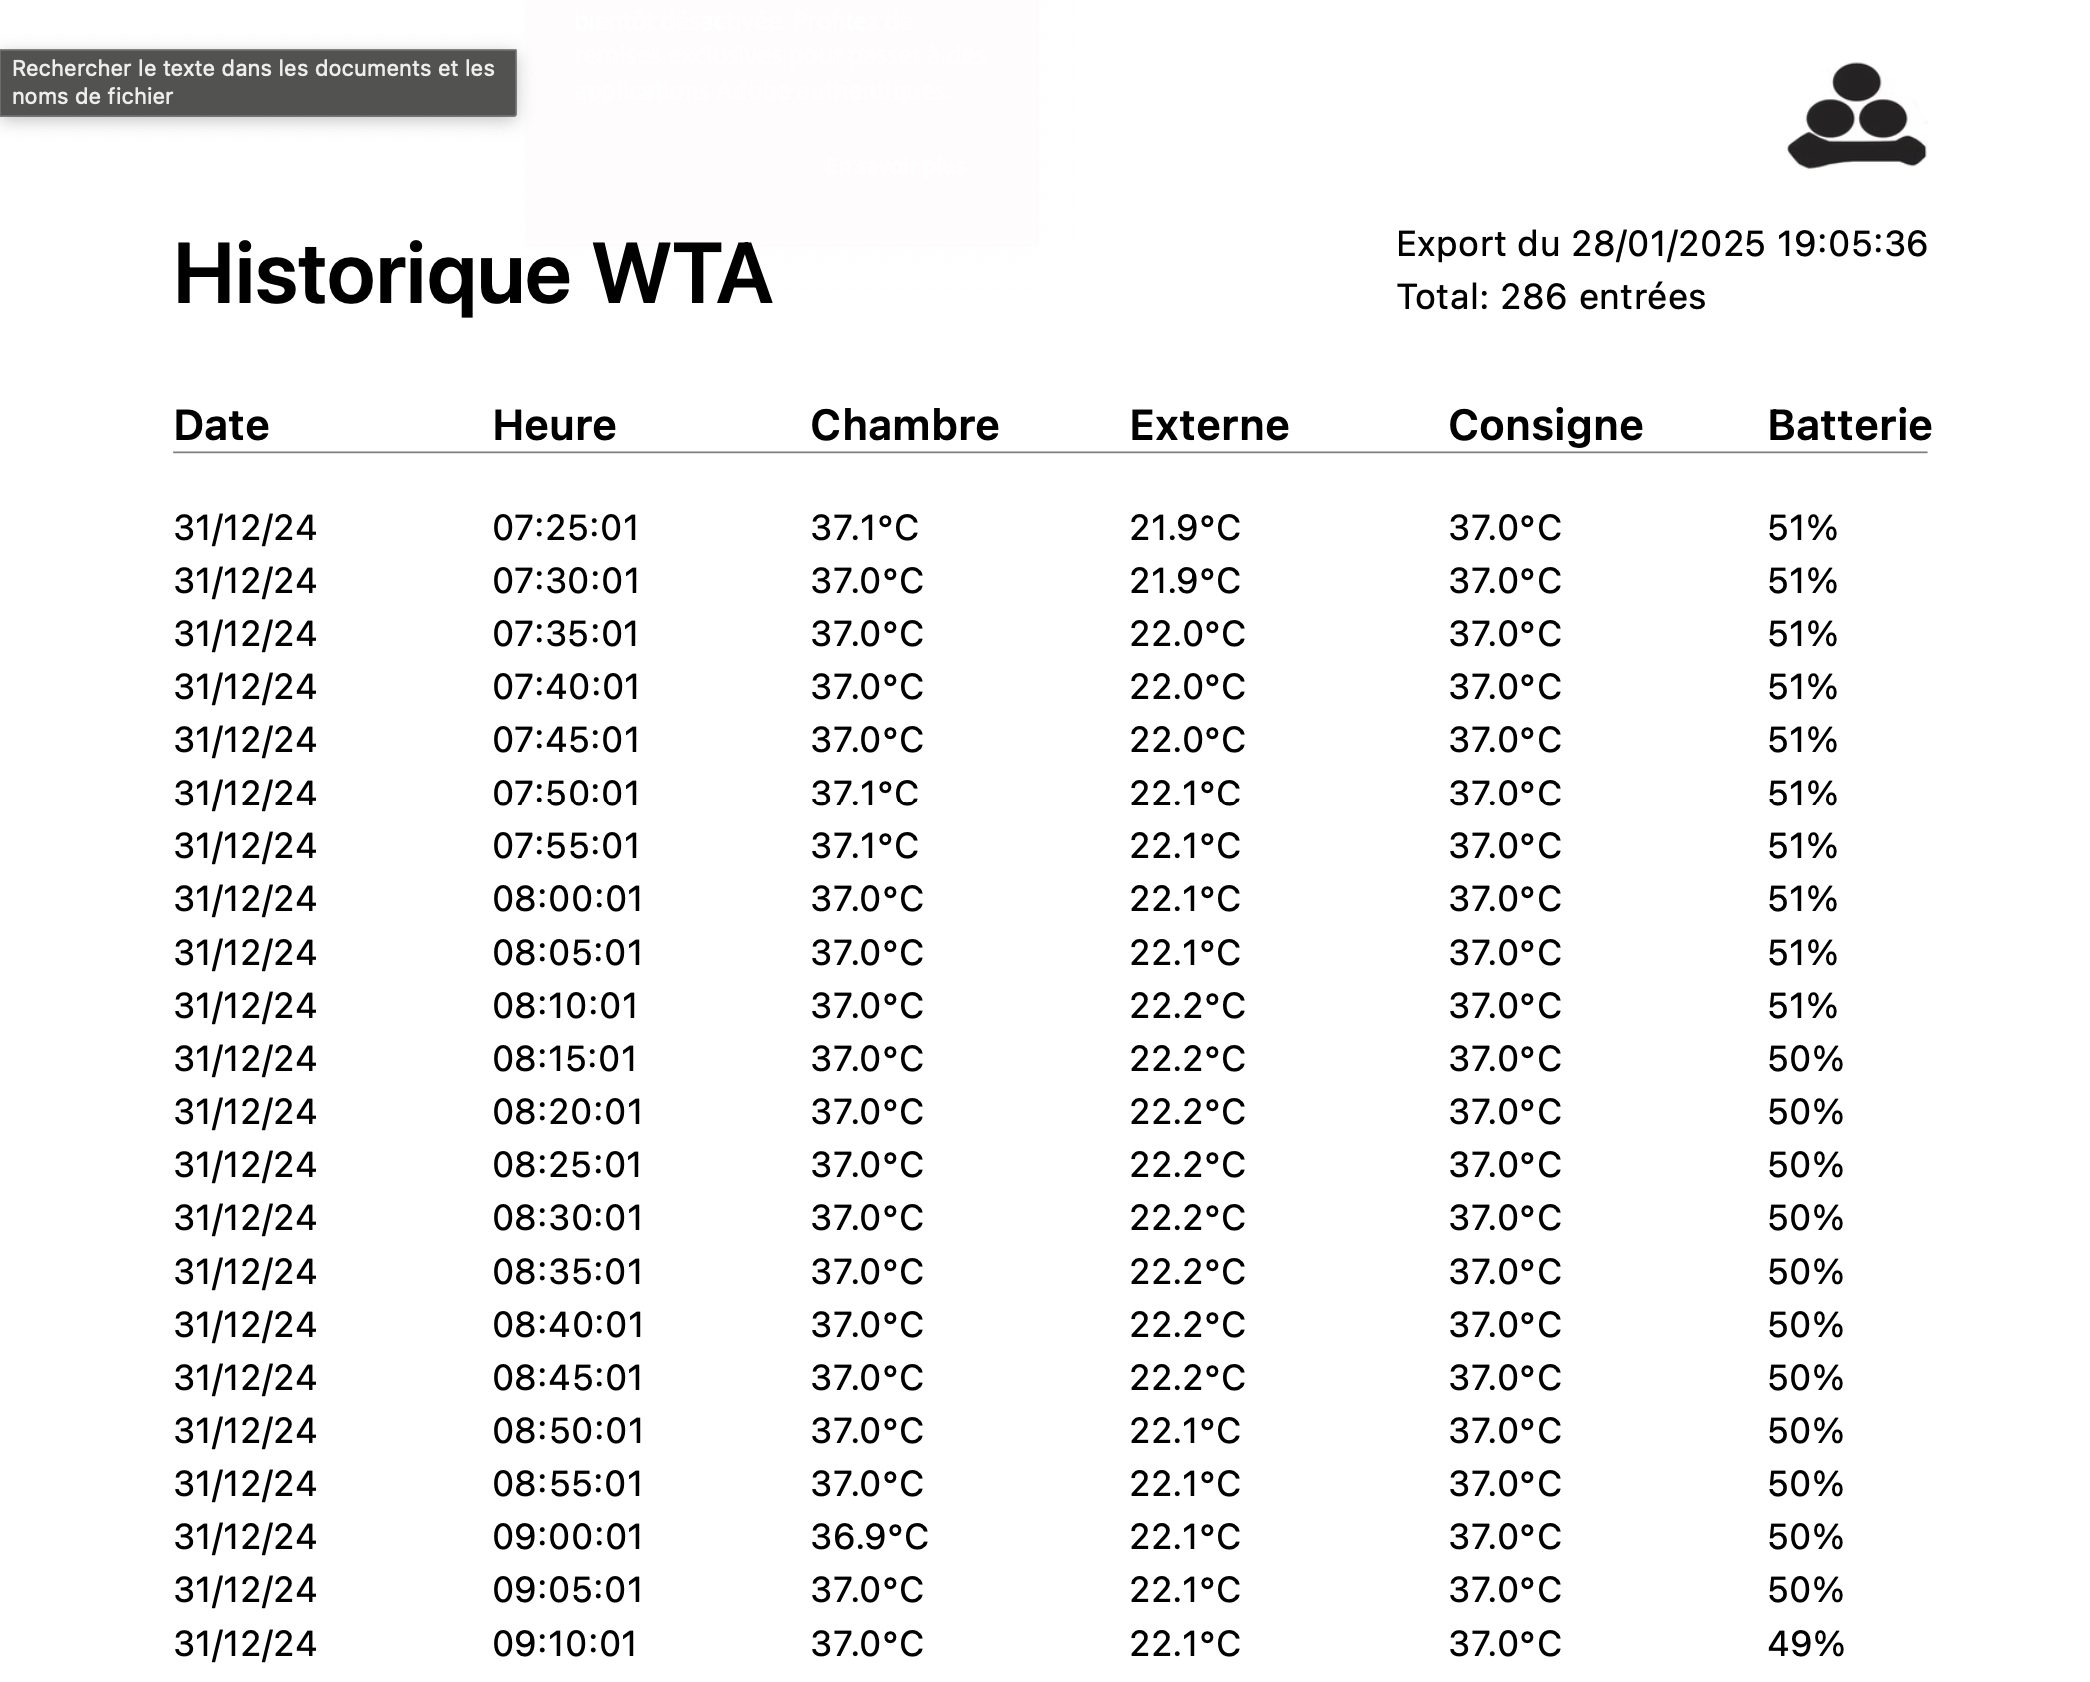 Rechercher le texte dans les documents et les
noms de fichier
Historique WTA
Export du 28/01/2025 19:05:36
Total: 286 entrées
Date Heure Chambre Externe Consigne Batterie
31/12/24 07:25:01 37.1°C 21.9°C 37.0°C 51%
31/12/24 07:30:01 37.0°C 21.9°C 37.0°C 51%
31/12/24 07:35:01 37.0°C 22.0°C 37.0°C 51%
31/12/24 07:40:01 37.0°C 22.0°C 37.0°C 51%
31/12/24 07:45:01 37.0°C 22.0°C 37.0°C 51%
31/12/24 07:50:01 37.1°C 22.1°C 37.0°C 51%
31/12/24 07:55:01 37.1°C 22.1°C 37.0°C 51%
31/12/24 08:00:01 37.0°C 22.1°C 37.0°C 51%
31/12/24 08:05:01 37.0°C 22.1°C 37.0°C 51%
31/12/24 08:10:01 37.0°C 22.2°C 37.0°C 51%
31/12/24 08:15:01 37.0°C 22.2°C 37.0°C 50%
31/12/24 08:20:01 37.0°C 22.2°C 37.0°C 50%
31/12/24 08:25:01 37.0°C 22.2°C 37.0°C 50%
31/12/24 08:30:01 37.0°C 22.2°C 37.0°C 50%
31/12/24 08:35:01 37.0°C 22.2°C 37.0°C 50%
31/12/24 08:40:01 37.0°C 22.2°C 37.0°C 50%
31/12/24 08:45:01 37.0°C 22.2°C 37.0°C 50%
31/12/24 08:50:01 37.0°C 22.1°C 37.0°C 50%
31/12/24 08:55:01 37.0°C 22.1°C 37.0°C 50%
31/12/24 09:00:01 36.9°C 22.1°C 37.0°C 50%
31/12/24 09:05:01 37.0°C 22.1°C 37.0°C 50%
31/12/24 09:10:01 37.0°C 22.1°C 37.0°C 49%